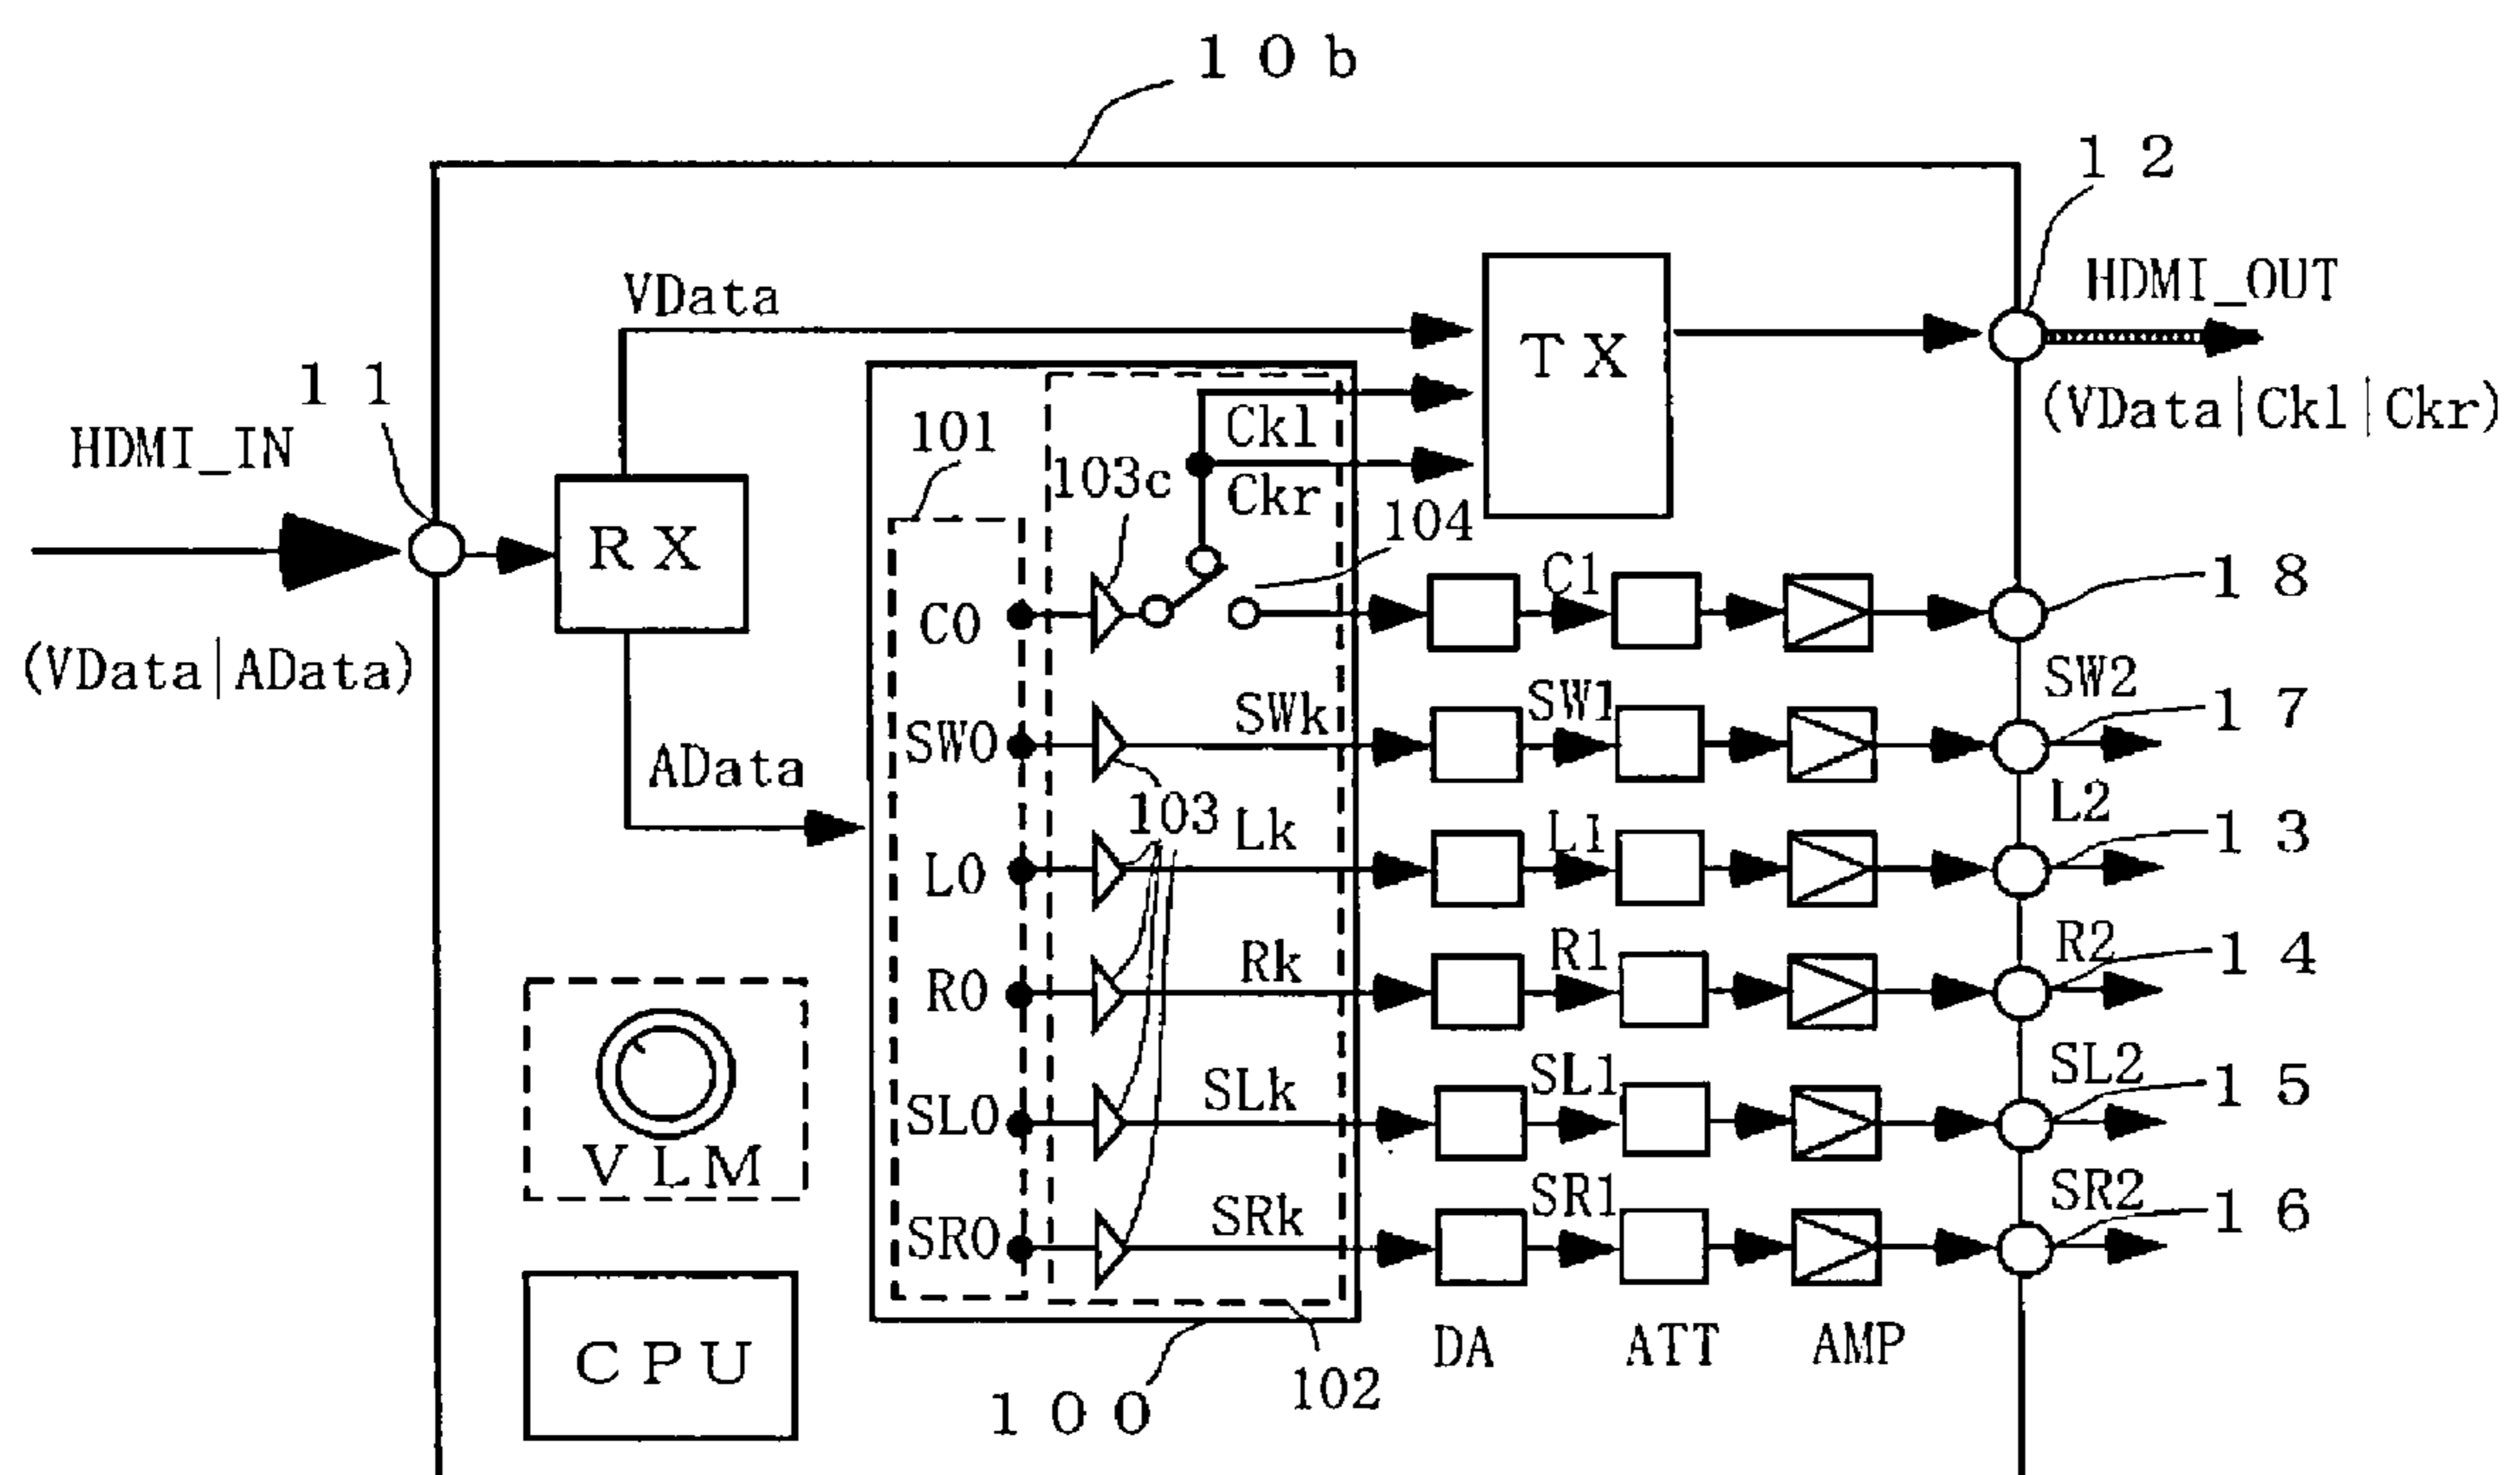 10b
12
VData
HDMI_OUT
TX
11
(VData|Ckl|Ckr)
HDMI_IN
101
Ckl
103c
Ckr
104
RX
C1
18
C0
(VData|AData)
SW2
SWk
SW1
17
SW0
AData
L2
103
Lk
L1
13
L0
R2
Rk
R1
14
R0
SL2
SLk
SL1
15
SL0
VLM
SR2
SRk
SR1
16
SR0
DA
ATT
AMP
CPU
102
100